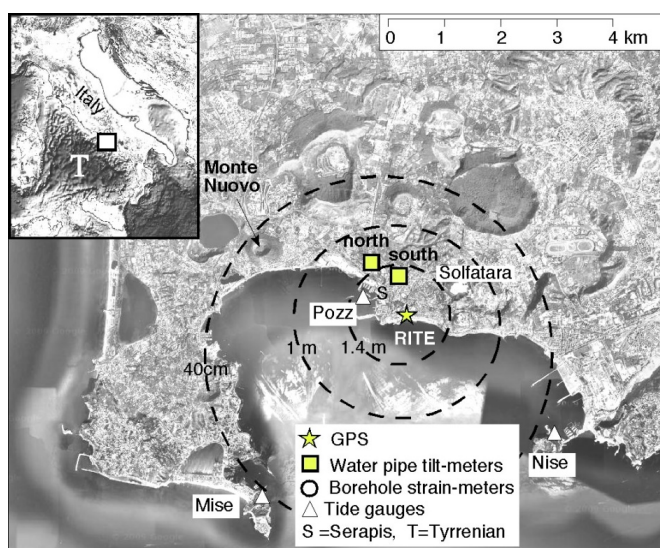 0 1 2 3 4 km
Italy
T
Monte
Nuovo
north
south
Solfatara
S
Pozz
RITE
1 m
1.4 m
40cm
GPS
Water pipe tilt-meters
Borehole strain-meters
Tide gauges
S =Serapis, T=Tyrrenian
Nise
Mise